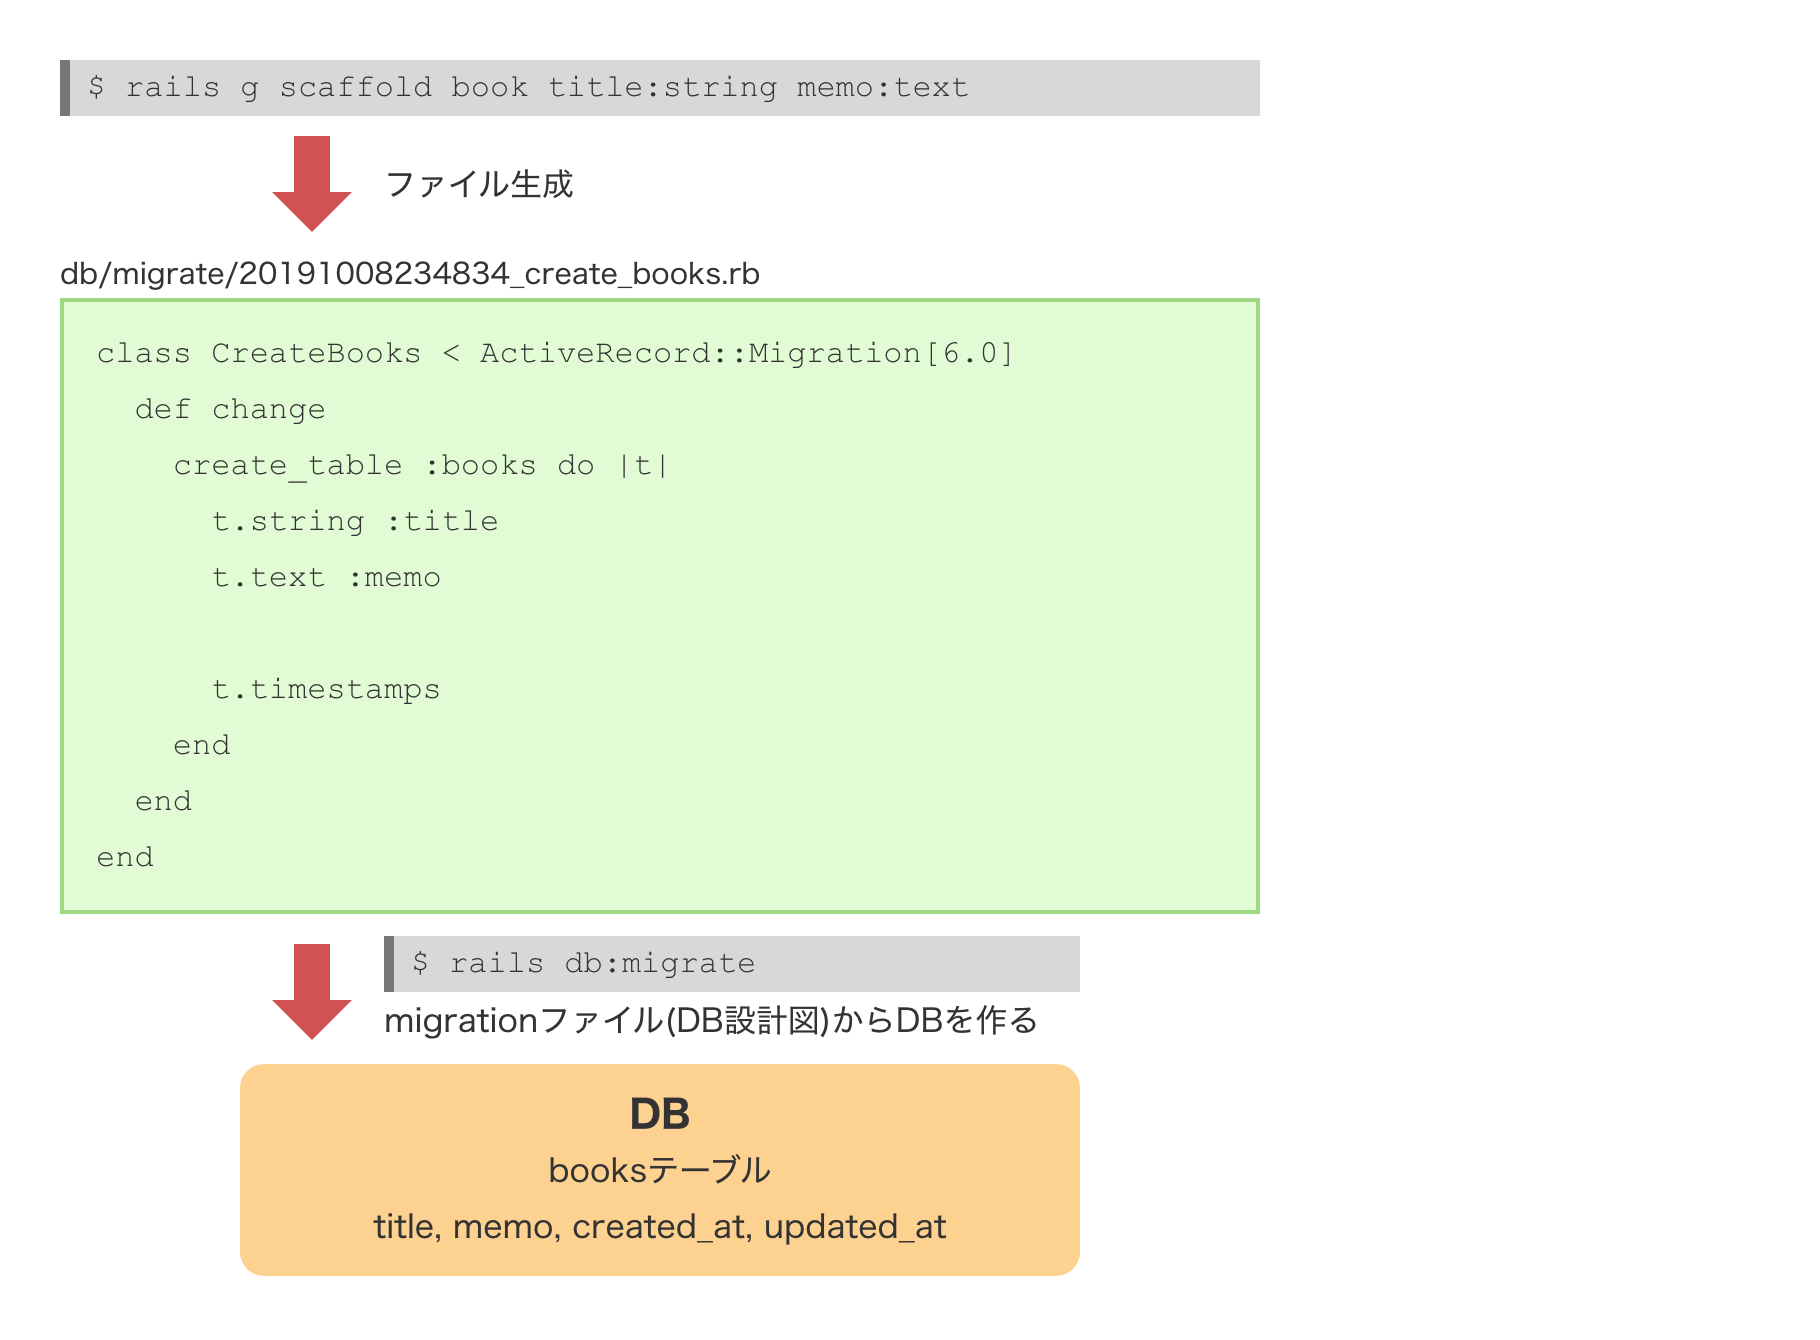 $ rails g scaffold book title:string memo:text
ファイル生成
db/migrate/20191008234834_create_books.rb
class CreateBooks < ActiveRecord::Migration[6.0]
  def change
    create_table :books do |t|
      t.string :title
      t.text :memo

      t.timestamps
    end
  end
end
$ rails db:migrate
migrationファイル(DB設計図)からDBを作る
DB
booksテーブル
title, memo, created_at, updated_at